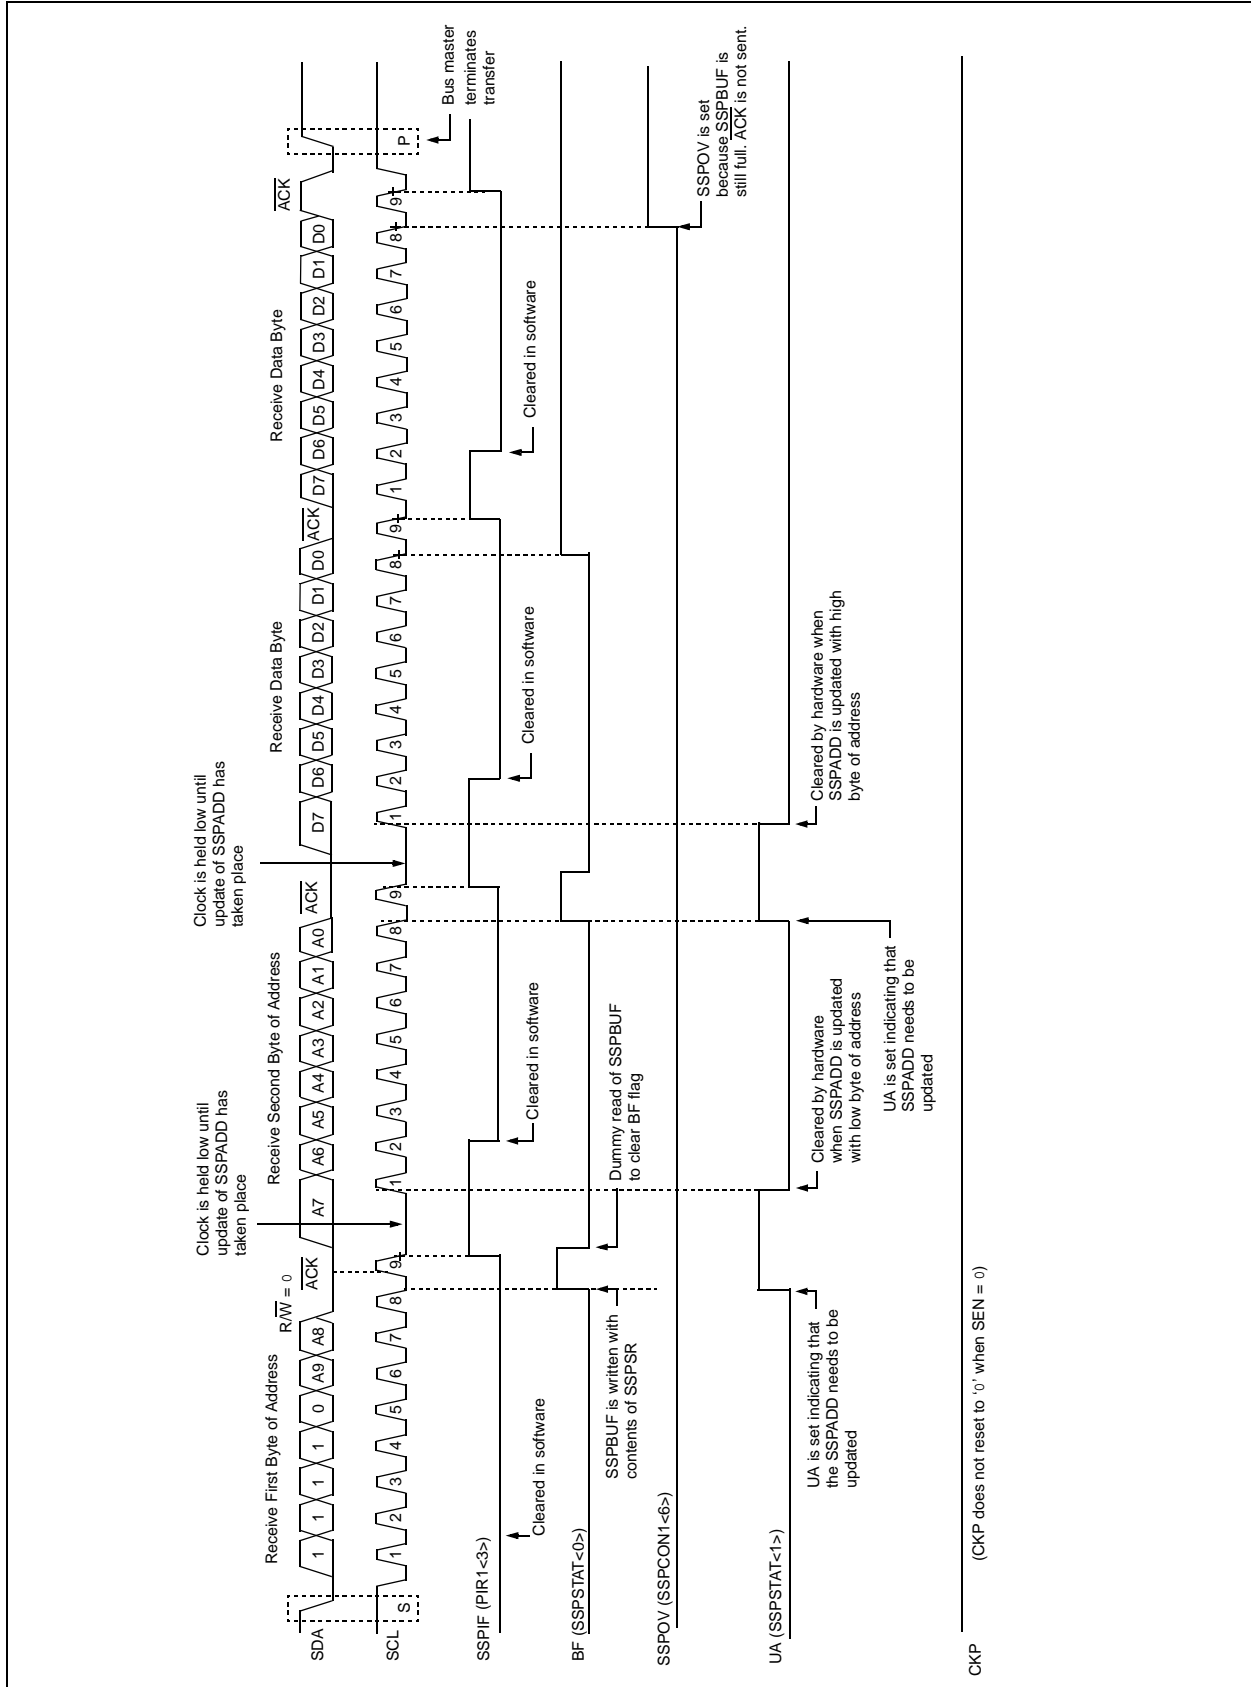 Receive First Byte of Address
R/W = 0
ACK
Clock is held low until
update of SSPADD has
taken place
Receive Second Byte of Address
ACK
Clock is held low until
update of SSPADD has
taken place
Receive Data Byte
ACK
Receive Data Byte
ACK
SDA
1 1 1 1 0 A9 A8 A7 A6 A5 A4 A3 A2 A1 A0 D7 D6 D5 D4 D3 D2 D1 D0 D7 D6 D5 D4 D3 D2 D1 D0
SCL
S 1 2 3 4 5 6 7 8 9 1 2 3 4 5 6 7 8 9 1 2 3 4 5 6 7 8 9 1 2 3 4 5 6 7 8 9 P
Bus master
terminates
transfer
SSPIF (PIR1<3>)
Cleared in software
Cleared in software
Cleared in software
Cleared in software
BF (SSPSTAT<0>)
SSPBUF is written with
contents of SSPSR
Dummy read of SSPBUF
to clear BF flag
SSPOV (SSPCON1<6>)
SSPOV is set
because SSPBUF is
still full. ACK is not sent.
UA (SSPSTAT<1>)
UA is set indicating that
the SSPADD needs to be
updated
Cleared by hardware
when SSPADD is updated
with low byte of address
UA is set indicating that
SSPADD needs to be
updated
Cleared by hardware when
SSPADD is updated with high
byte of address
CKP
(CKP does not reset to ‘0’ when SEN = 0)